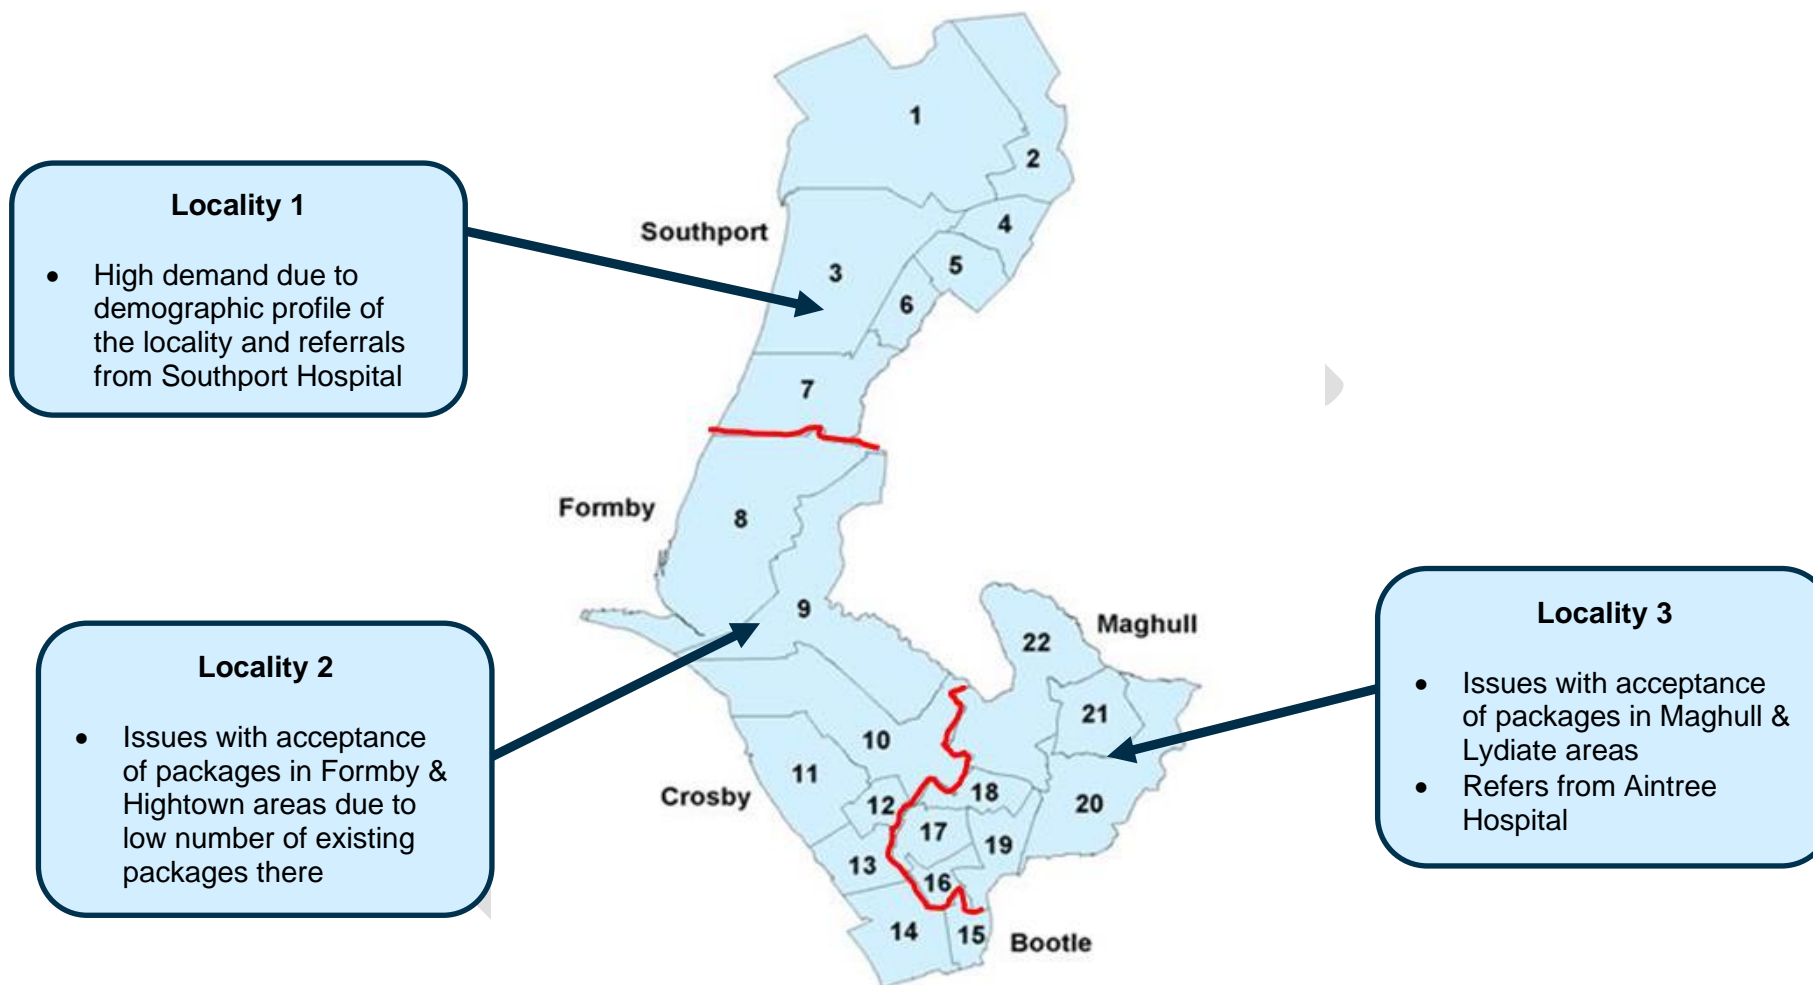 Locality 1
• High demand due to
demographic profile of
the locality and referrals
from Southport Hospital
Locality 2
• Issues with acceptance
of packages in Formby &
Hightown areas due to
low number of existing
packages there
Locality 3
• Issues with acceptance
of packages in Maghull &
Lydiate areas
• Refers from Aintree
Hospital
Southport
Formby
Crosby
Maghull
Bootle
1
2
3
4
5
6
7
8
9
10
11
12
13
14
15
16
17
18
19
20
21
22